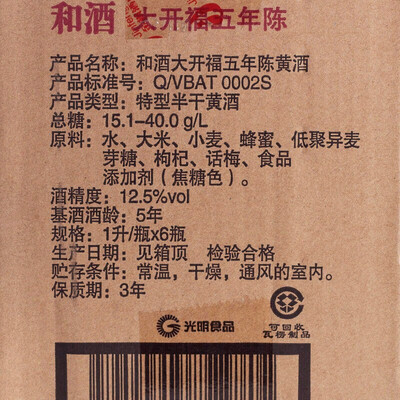 和酒 大开福五年陈
产品名称：和酒大开福五年陈黄酒
产品标准号：Q/VBAT 0002S
产品类型：特型半干黄酒
总糖：15.1–40.0 g/L
原料：水、大米、小麦、蜂蜜、低聚异麦
芽糖、枸杞、话梅、食品
添加剂（焦糖色）。
酒精度：12.5%vol
基酒酒龄：5年
规格：1升/瓶x6瓶
生产日期：见箱顶 检验合格
贮存条件：常温，干燥，通风的室内。
保质期：3年
光明食品
可回收
瓦楞制品